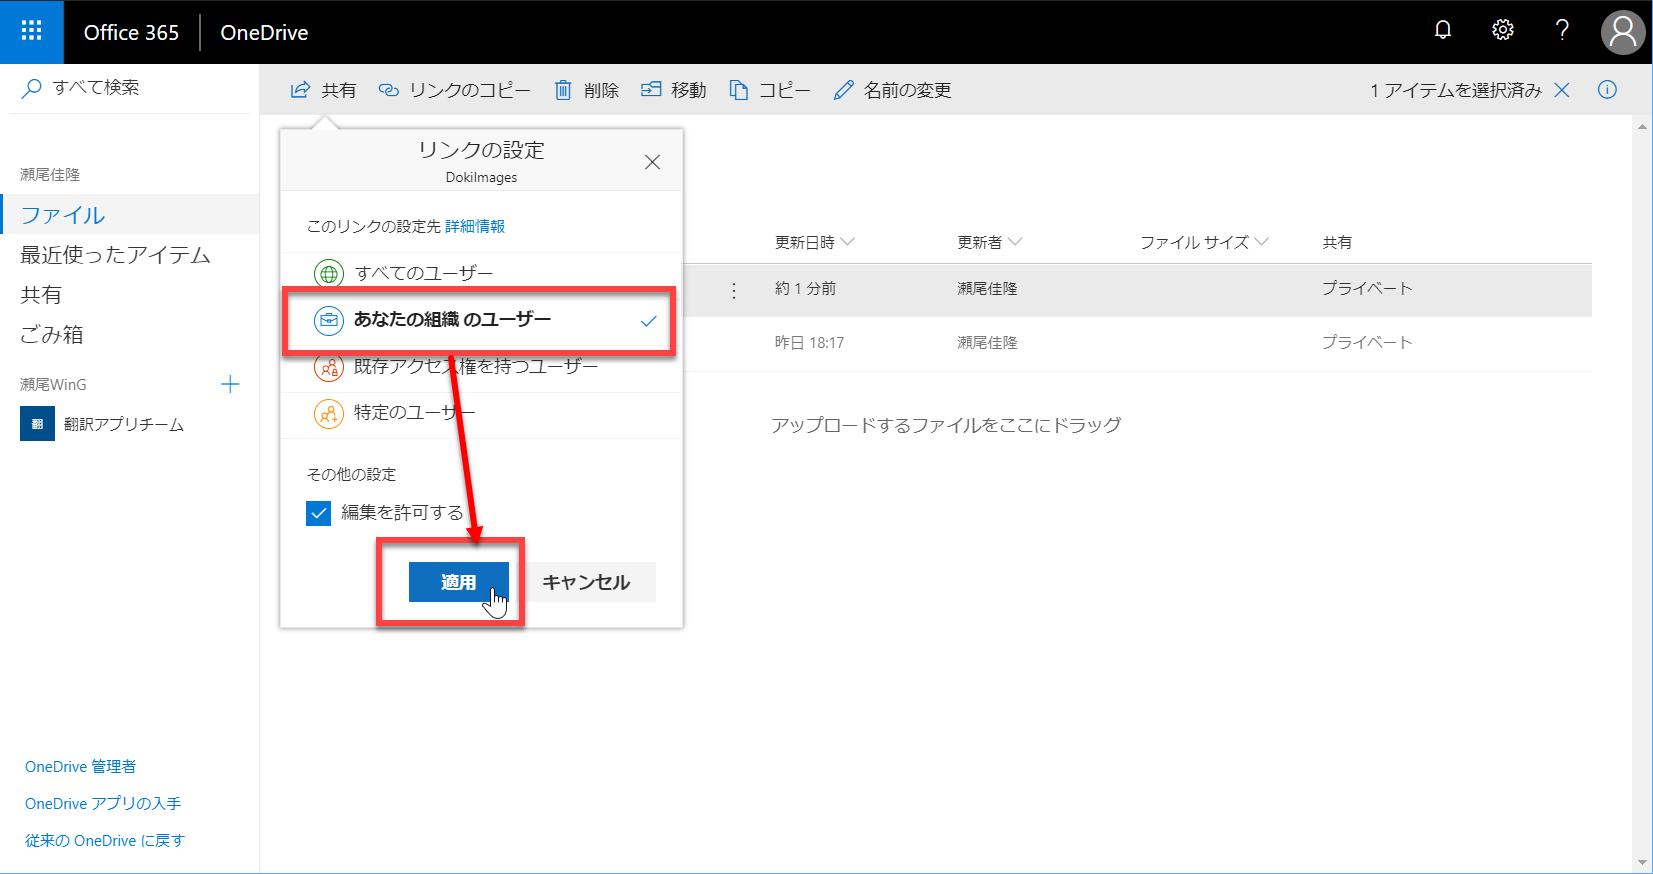 Office 365
OneDrive
すべて検索
共有
リンクのコピー
削除
移動
コピー
名前の変更
1 アイテムを選択済み
瀬尾佳隆
ファイル
最近使ったアイテム
共有
ごみ箱
瀬尾WinG
翻
翻訳アプリチーム
OneDrive 管理者
OneDrive アプリの入手
従来の OneDrive に戻す
リンクの設定
DokiImages
このリンクの設定先 詳細情報
すべてのユーザー
あなたの組織 のユーザー
既存アクセス権を持つユーザー
特定のユーザー
その他の設定
編集を許可する
適用
キャンセル
更新日時
更新者
ファイル サイズ
共有
約 1 分前
瀬尾佳隆
プライベート
昨日 18:17
瀬尾佳隆
プライベート
アップロードするファイルをここにドラッグ